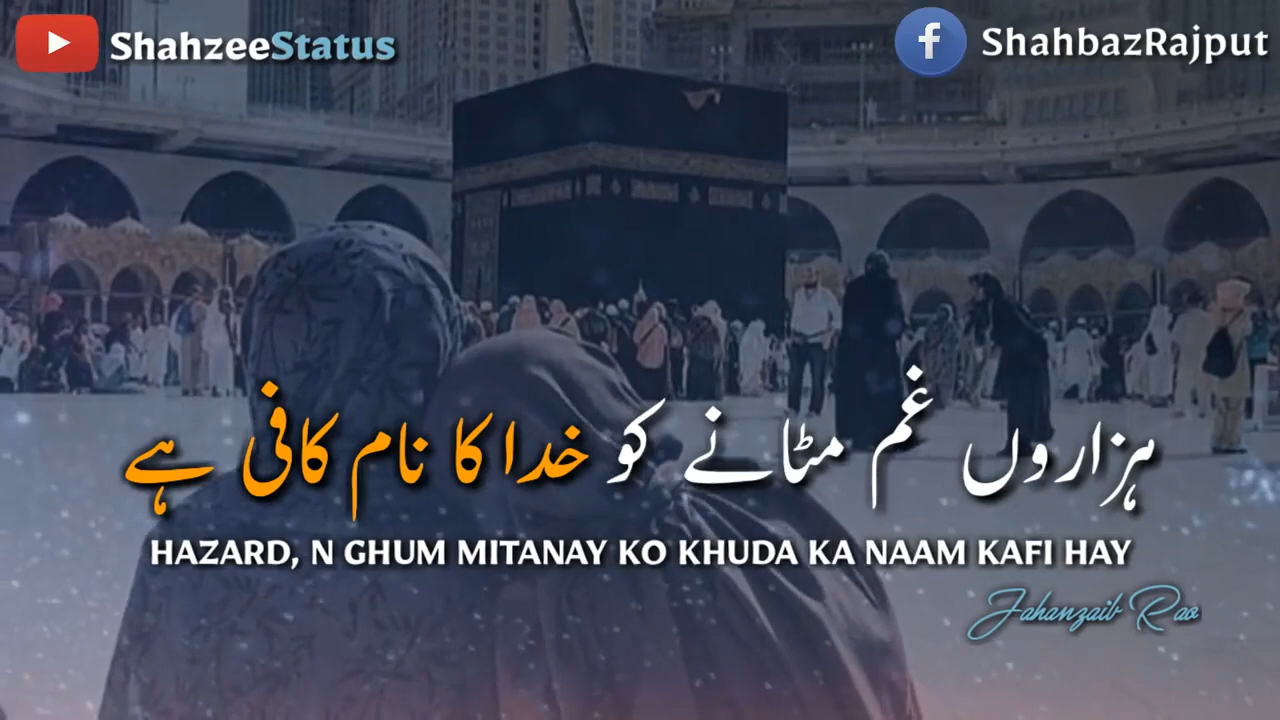 ShahzeeStatus
ShahbazRajput
ہزاروں غم مٹانے کو خدا کا نام کافی ہے
HAZARD, N GHUM MITANAY KO KHUDA KA NAAM KAFI HAY
Jahanzaib Rao